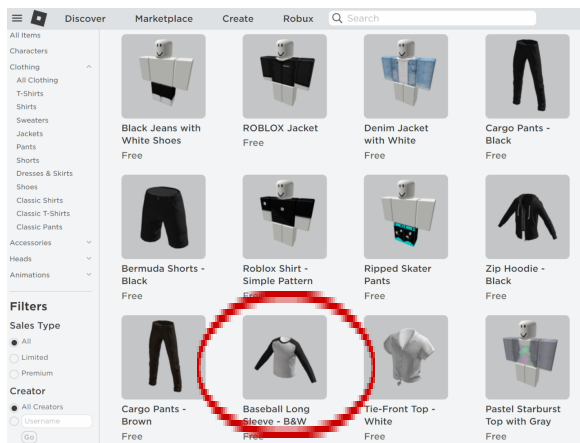 Discover Marketplace Create Robux Search
All Items
Characters
Clothing
All Clothing
T-Shirts
Shirts
Sweaters
Jackets
Pants
Shorts
Dresses & Skirts
Shoes
Classic Shirts
Classic T-Shirts
Classic Pants
Accessories
Heads
Animations
Filters
Sales Type
All
Limited
Premium
Creator
All Creators
Username
Go
Black Jeans with
White Shoes
Free
ROBLOX Jacket
Free
Denim Jacket
with White
Free
Cargo Pants -
Black
Free
Bermuda Shorts -
Black
Free
Roblox Shirt -
Simple Pattern
Free
Ripped Skater
Pants
Free
Zip Hoodie -
Black
Free
Cargo Pants -
Brown
Free
Baseball Long
Sleeve - B&W
Free
Tie-Front Top -
White
Free
Pastel Starburst
Top with Gray
Free